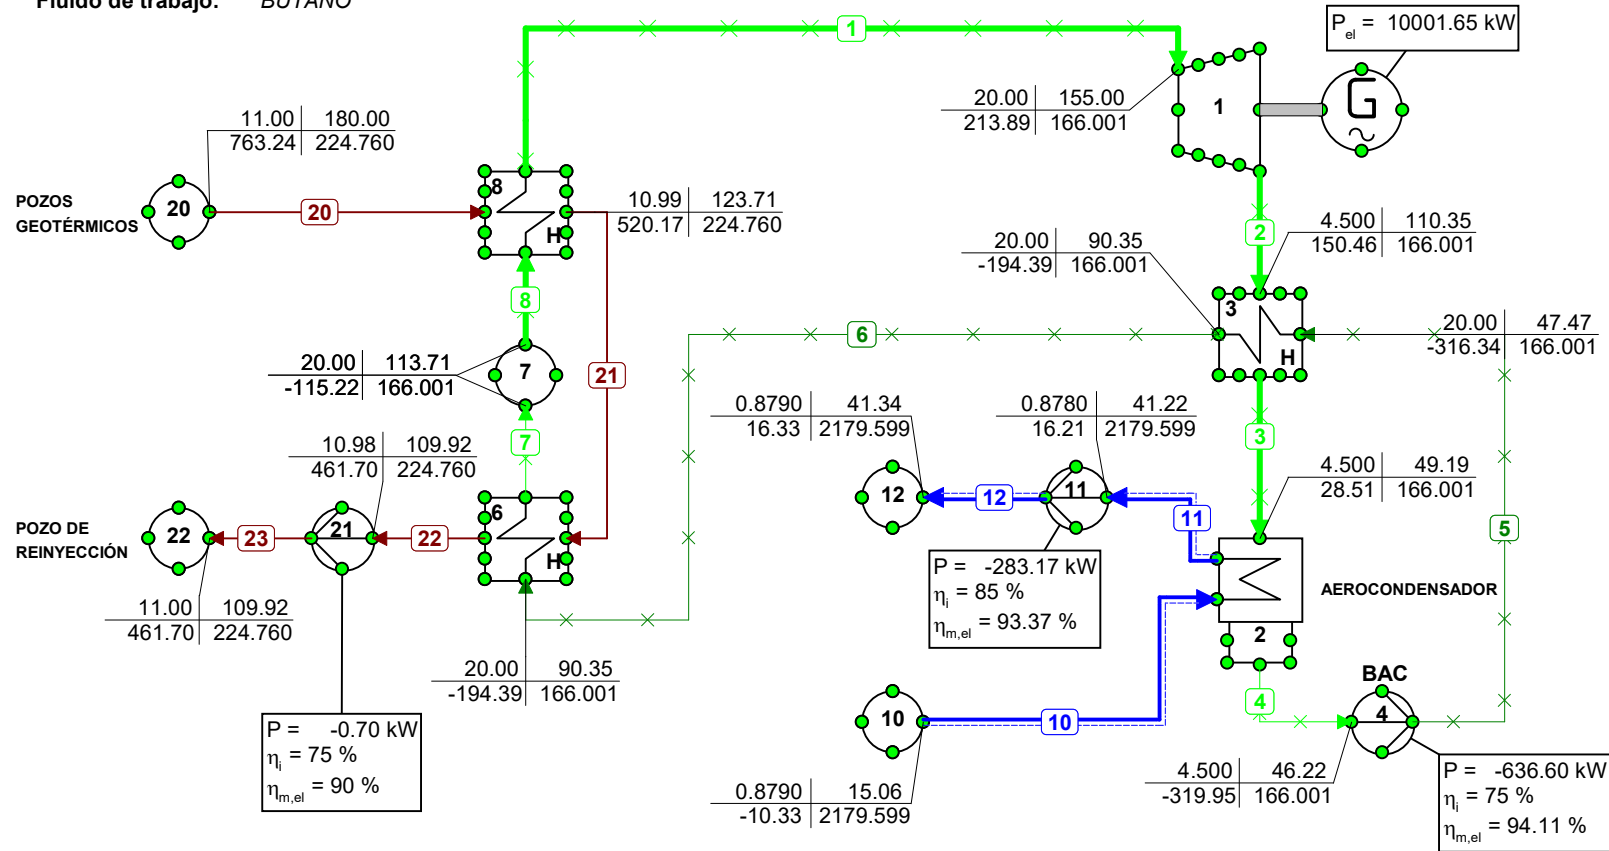 Fluido de trabajo: BUTANO
P_el = 10001.65 kW
1
20.00 155.00
213.89 166.001
1
G
11.00 180.00
763.24 224.760
POZOS
GEOTÉRMICOS
20
20
8
H
10.99 123.71
520.17 224.760
2
4.500 110.35
150.46 166.001
20.00 90.35
-194.39 166.001
8
3
H
6
20.00 47.47
-316.34 166.001
20.00 113.71
-115.22 166.001
7
21
0.8790 41.34
16.33 2179.599
0.8780 41.22
16.21 2179.599
3
7
10.98 109.92
461.70 224.760
4.500 49.19
28.51 166.001
12
12
11
11
POZO DE
REINYECCIÓN
22
23
21
22
6
H
5
P = -283.17 kW
η_i = 85 %
η_m,el = 93.37 %
AEROCONDENSADOR
2
11.00 109.92
461.70 224.760
20.00 90.35
-194.39 166.001
BAC
4
4
10
10
P = -0.70 kW
η_i = 75 %
η_m,el = 90 %
0.8790 15.06
-10.33 2179.599
4.500 46.22
-319.95 166.001
P = -636.60 kW
η_i = 75 %
η_m,el = 94.11 %